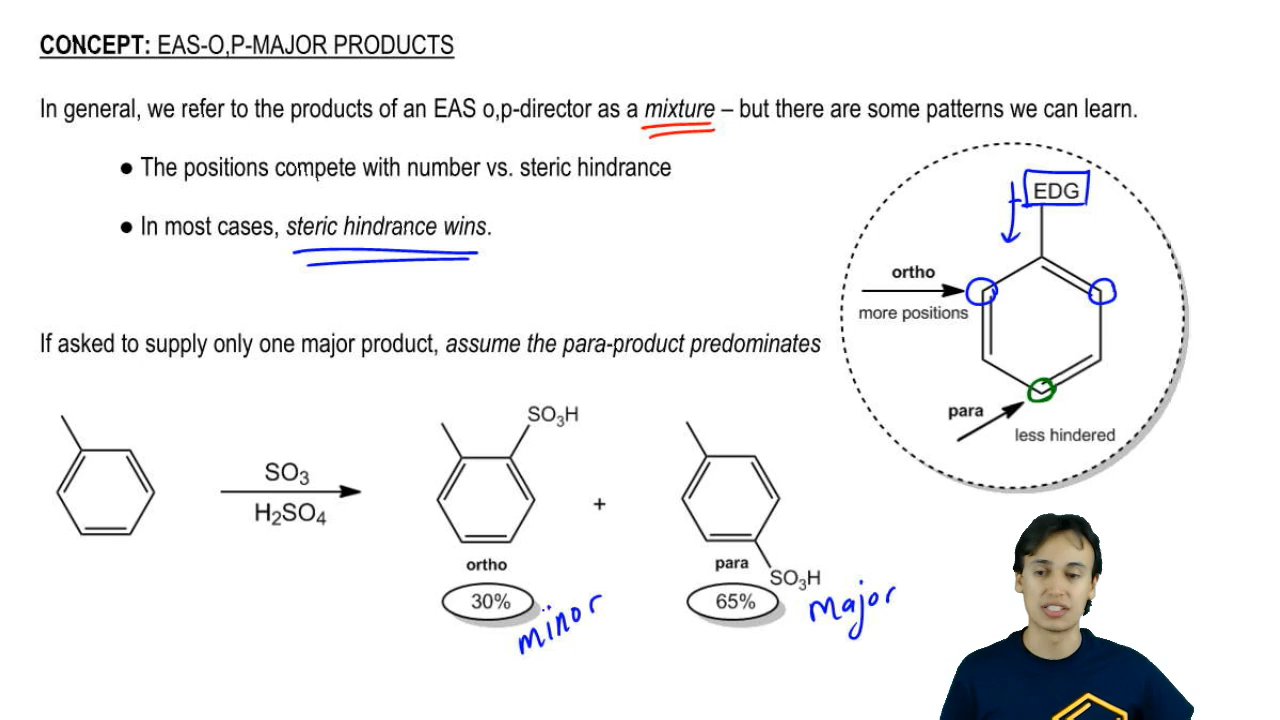 CONCEPT: EAS-O,P-MAJOR PRODUCTS
In general, we refer to the products of an EAS o,p-director as a mixture – but there are some patterns we can learn.
● The positions compete with number vs. steric hindrance
● In most cases, steric hindrance wins.
EDG
ortho
more positions
para
less hindered
If asked to supply only one major product, assume the para-product predominates
SO3
H2SO4
SO3H
ortho
30%
minor
+
para
SO3H
65%
major